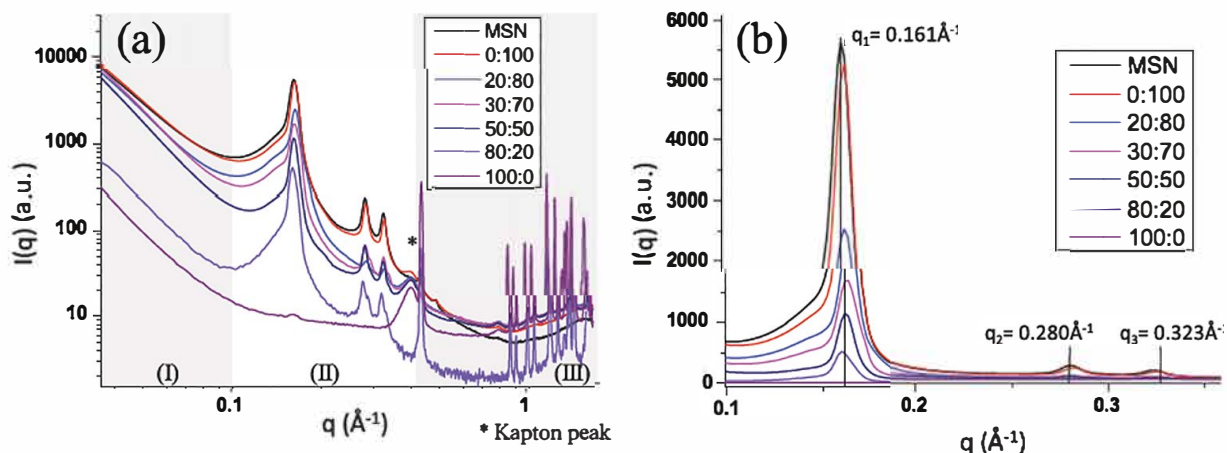 (a)
I(q) (a.u.)
10000
1000
100
10
MSN
0:100
20:80
30:70
50:50
80:20
100:0
*
(I)
(II)
(III)
0.1
1
q (Å-1)
* Kapton peak
(b)
I(q) (a.u.)
6000
5000
4000
3000
2000
1000
0
q1= 0.161Å-1
MSN
0:100
20:80
30:70
50:50
80:20
100:0
q2= 0.280Å-1
q3= 0.323Å-1
0.1
0.2
0.3
q (Å-1)